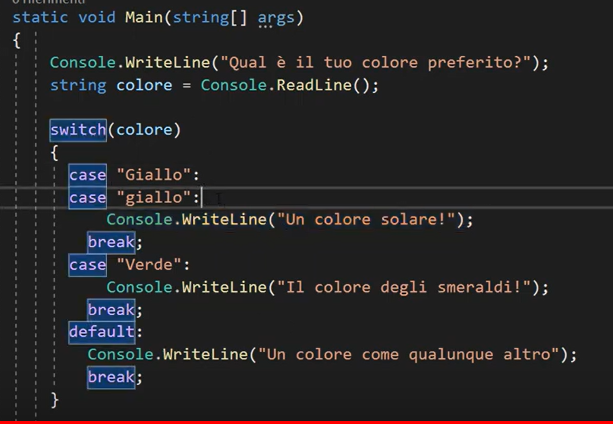 0 riferimenti
static void Main(string[] args)
{
Console.WriteLine("Qual è il tuo colore preferito?");
string colore = Console.ReadLine();
switch(colore)
{
case "Giallo":
case "giallo":
Console.WriteLine("Un colore solare!");
break;
case "Verde":
Console.WriteLine("Il colore degli smeraldi!");
break;
default:
Console.WriteLine("Un colore come qualunque altro");
break;
}